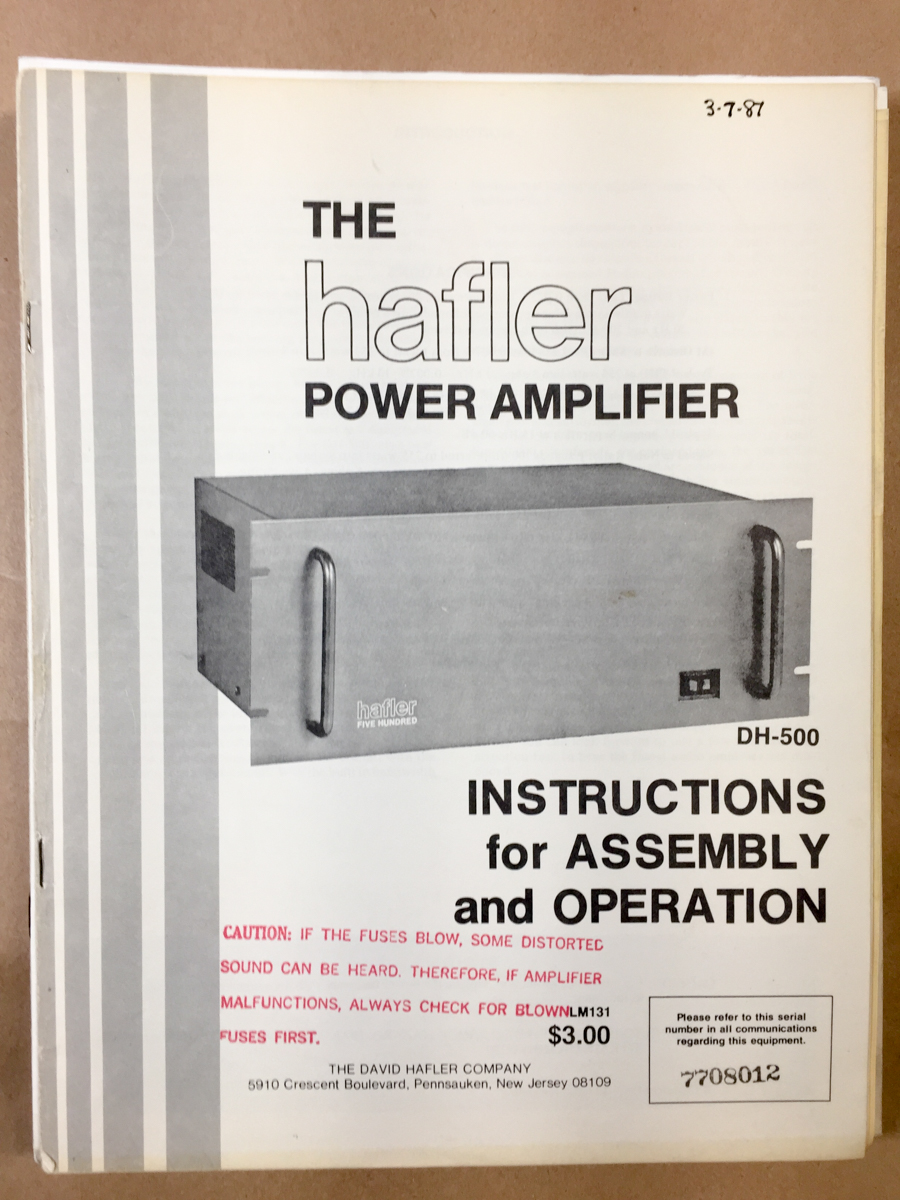 3-7-87
THE
hafler
POWER AMPLIFIER
hafler
FIVE HUNDRED
DH-500
INSTRUCTIONS
for ASSEMBLY
and OPERATION
CAUTION: IF THE FUSES BLOW, SOME DISTORTED
SOUND CAN BE HEARD. THEREFORE, IF AMPLIFIER
MALFUNCTIONS, ALWAYS CHECK FOR BLOWN
FUSES FIRST.
LM131
$3.00
THE DAVID HAFLER COMPANY
5910 Crescent Boulevard, Pennsauken, New Jersey 08109
Please refer to this serial
number in all communications
regarding this equipment.
7708012